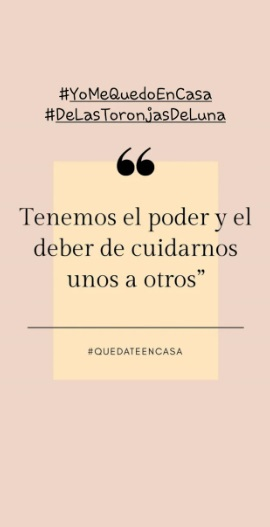 #YoMeQuedoEnCasa
#DeLasToronjasDeLuna
“
Tenemos el poder y el
deber de cuidarnos
unos a otros”
#QUEDATEENCASA